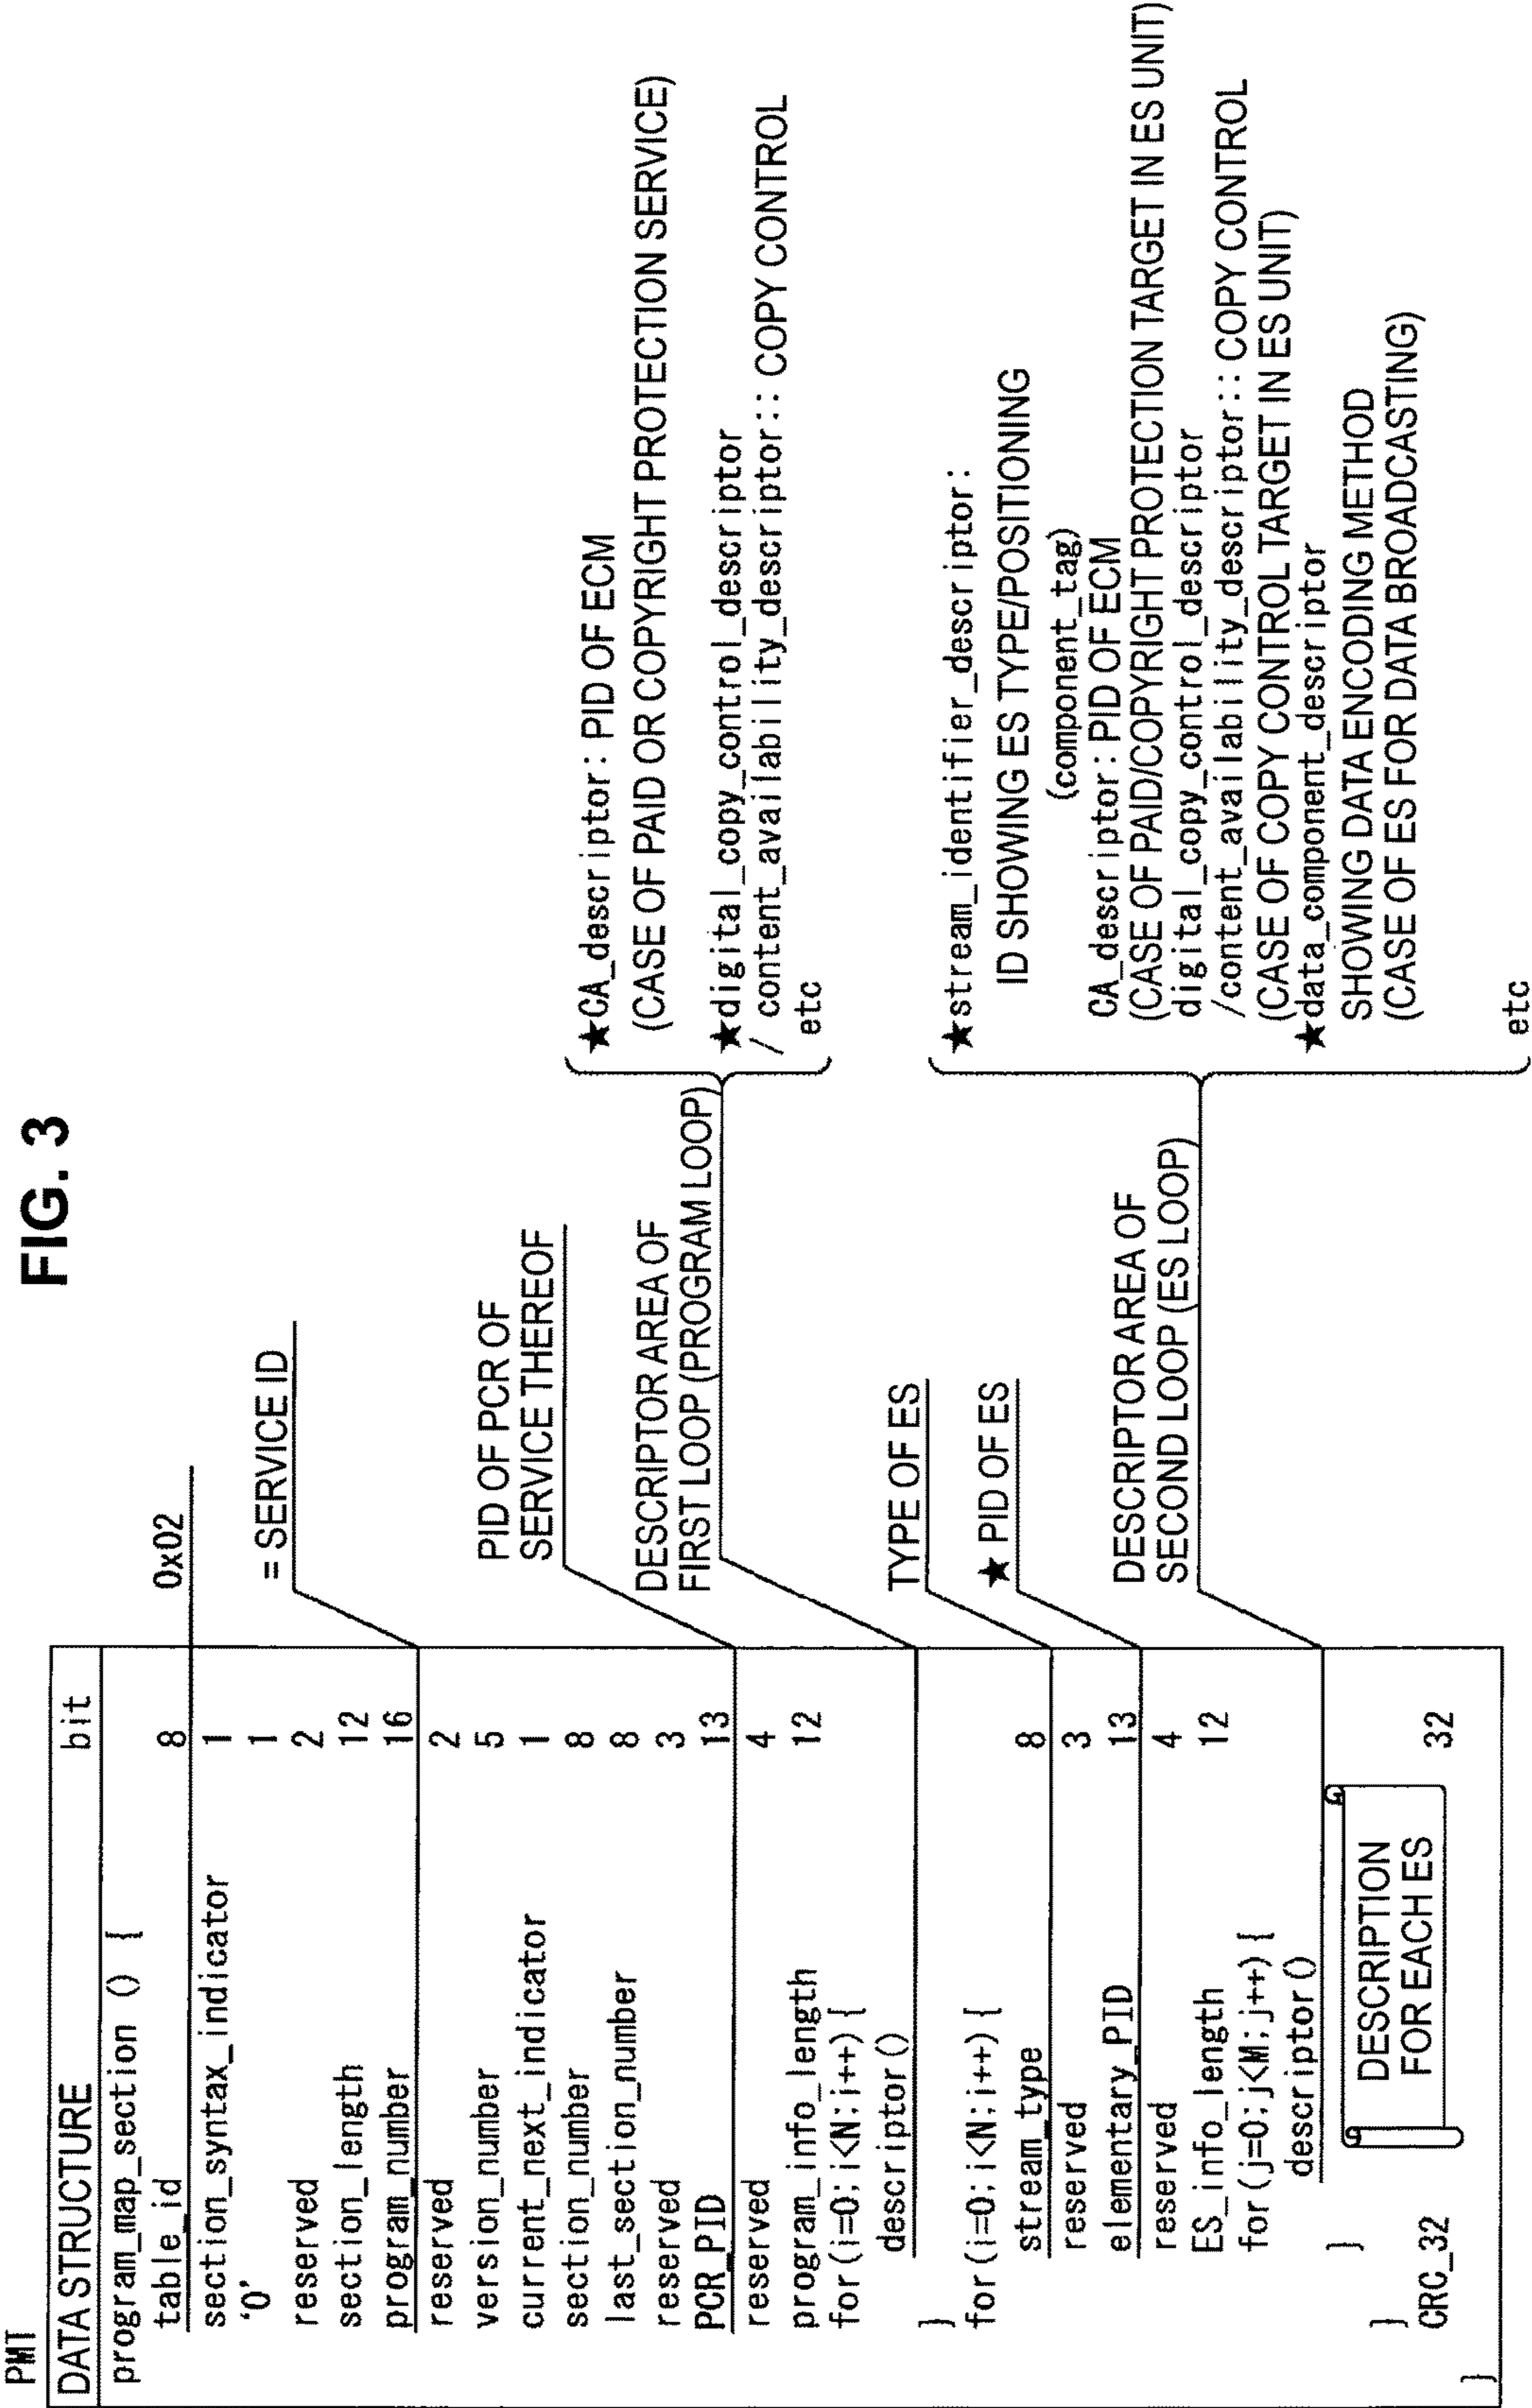 FIG. 3
PMT
DATA STRUCTURE bit
program_map_section () {
table_id 8
section_syntax_indicator 1
'0' 1
reserved 2
section_length 12
program_number 16
reserved 2
version_number 5
current_next_indicator 1
section_number 8
last_section_number 8
reserved 3
PCR_PID 13
reserved 4
program_info_length 12
for(i=0;i<N;i++) {
descriptor()
}
for(i=0;i<N;i++) {
stream_type 8
reserved 3
elementary_PID 13
reserved 4
ES_info_length 12
for(j=0;j<M;j++) {
descriptor()
}
DESCRIPTION
FOR EACH ES
}
CRC_32 32
}
0x02
= SERVICE ID
PID OF PCR OF
SERVICE THEREOF
DESCRIPTOR AREA OF
FIRST LOOP (PROGRAM LOOP)
TYPE OF ES
★ PID OF ES
DESCRIPTOR AREA OF
SECOND LOOP (ES LOOP)
★CA_descriptor: PID OF ECM
(CASE OF PAID OR COPYRIGHT PROTECTION SERVICE)
★digital_copy_control_descriptor
/ content_availability_descriptor:: COPY CONTROL
etc
★stream_identifier_descriptor:
ID SHOWING ES TYPE/POSITIONING
(component_tag)
CA_descriptor: PID OF ECM
(CASE OF PAID/COPYRIGHT PROTECTION TARGET IN ES UNIT)
digital_copy_control_descriptor
/content_availability_descriptor:: COPY CONTROL
(CASE OF COPY CONTROL TARGET IN ES UNIT)
★data_component_descriptor
SHOWING DATA ENCODING METHOD
(CASE OF ES FOR DATA BROADCASTING)
etc